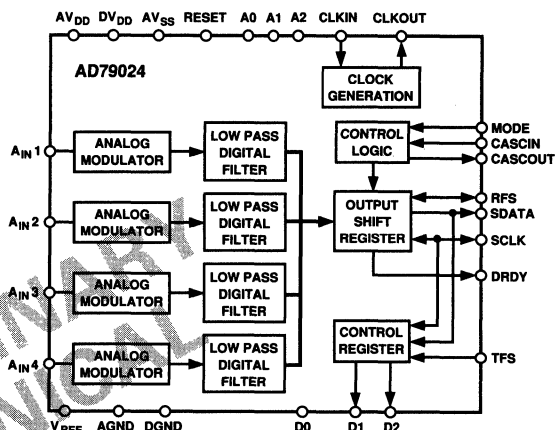 AVDD DVDD AVSS RESET A0 A1 A2 CLKIN CLKOUT
AD79024
CLOCK
GENERATION
AIN1
ANALOG
MODULATOR
LOW PASS
DIGITAL
FILTER
CONTROL
LOGIC
MODE
CASCIN
CASCOUT
AIN2
ANALOG
MODULATOR
LOW PASS
DIGITAL
FILTER
OUTPUT
SHIFT
REGISTER
RFS
SDATA
SCLK
DRDY
AIN3
ANALOG
MODULATOR
LOW PASS
DIGITAL
FILTER
AIN4
ANALOG
MODULATOR
LOW PASS
DIGITAL
FILTER
CONTROL
REGISTER
TFS
VREF AGND DGND D0 D1 D2